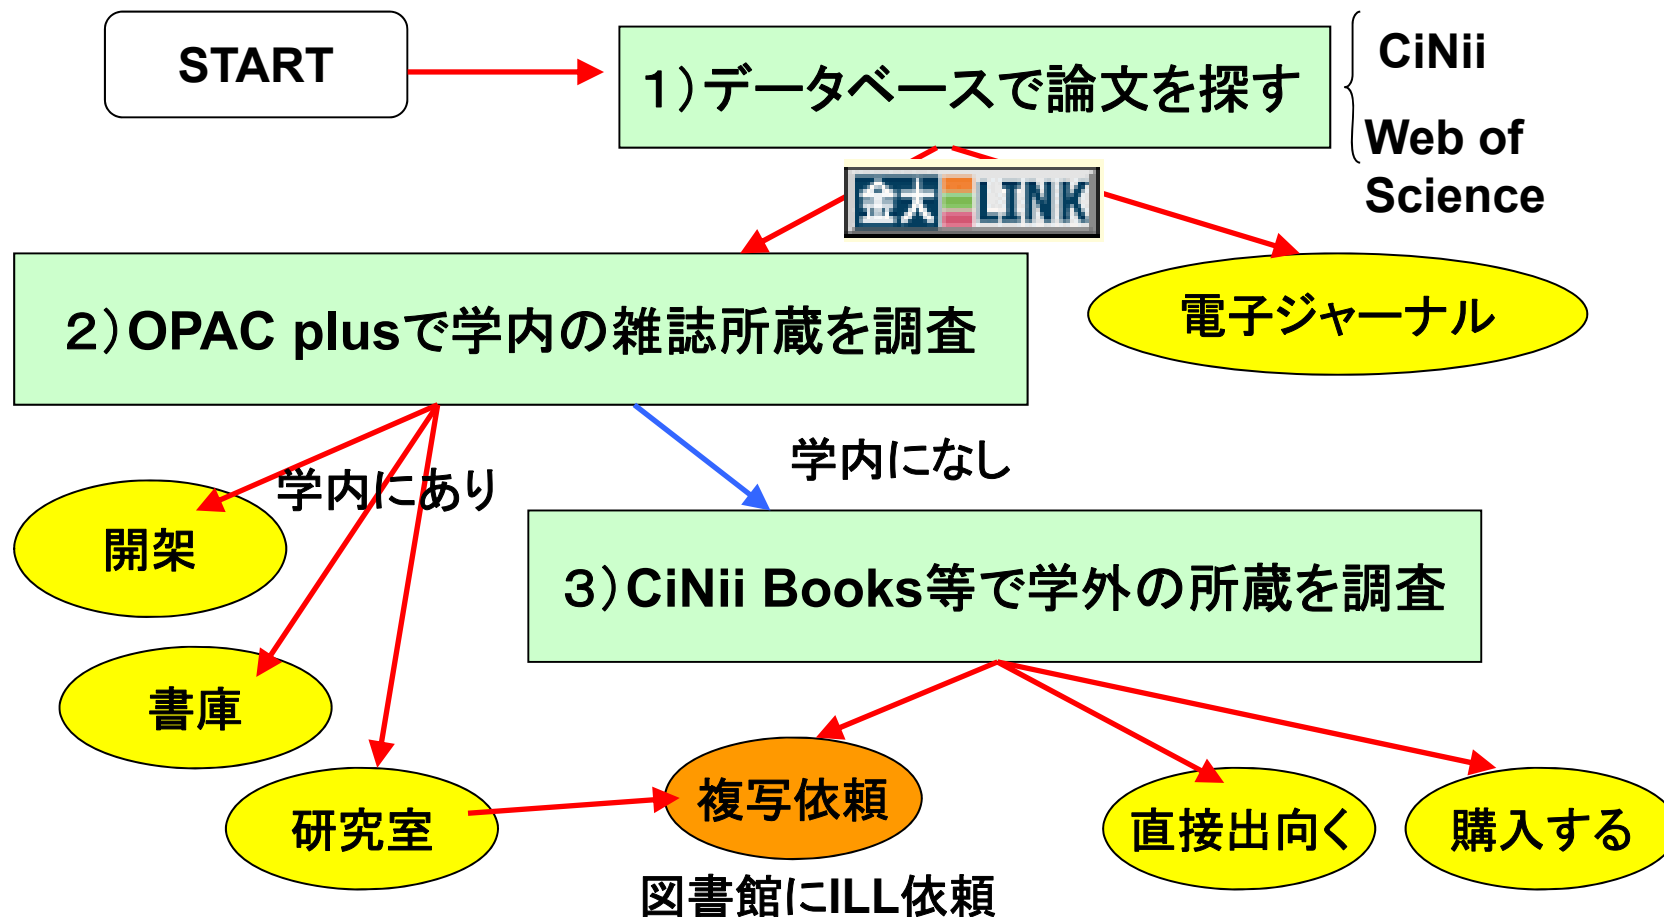 START
１）データベースで論文を探す
CiNii
Web of
Science
金大 LINK
２）OPAC plusで学内の雑誌所蔵を調査
電子ジャーナル
学内にあり
学内になし
開架
３）CiNii Books等で学外の所蔵を調査
書庫
研究室
複写依頼
直接出向く
購入する
図書館にILL依頼